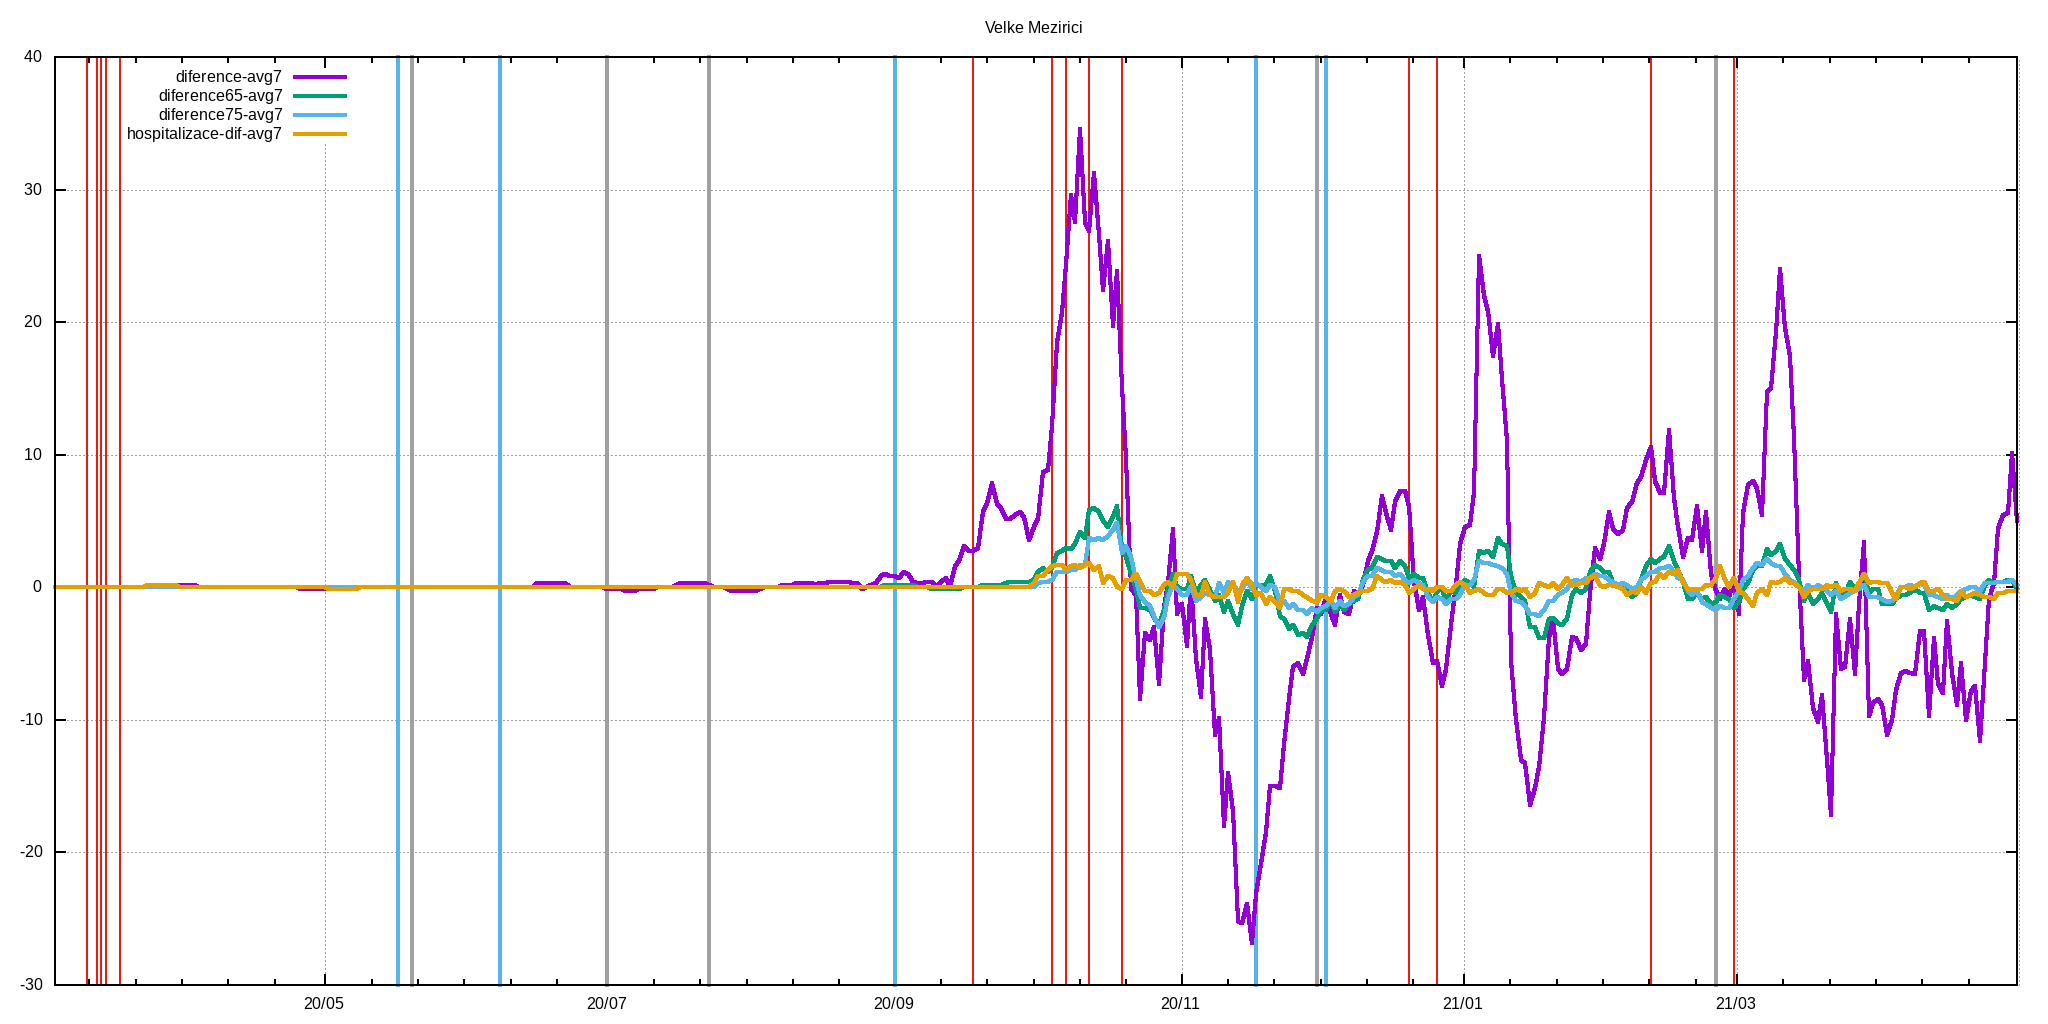 Velke Mezirici
40
30
20
10
0
-10
-20
-30
diference-avg7
diference65-avg7
diference75-avg7
hospitalizace-dif-avg7
20/05 20/07 20/09 20/11 21/01 21/03